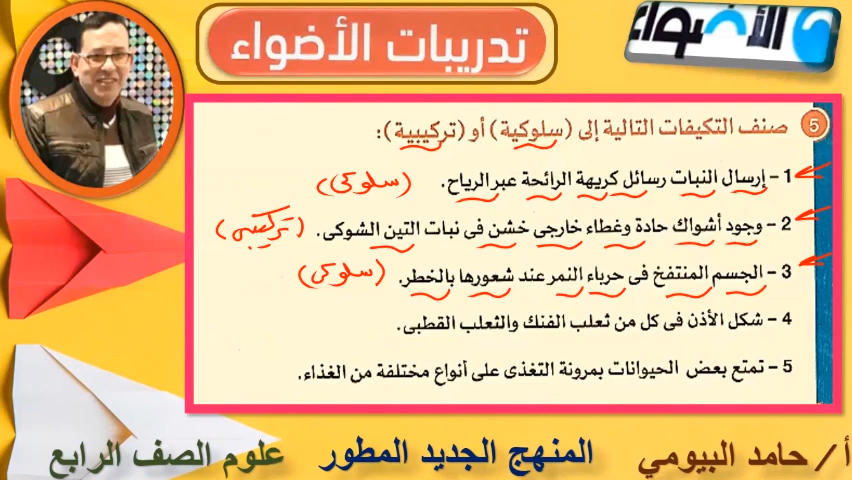 الأضواء
تدريبات الأضواء
5 صنف التكيفات التالية إلى (سلوكية) أو (تركيبية):
1 - إرسال النبات رسائل كريهة الرائحة عبر الرياح. (سلوكى)
2 - وجود أشواك حادة وغطاء خارجى خشن فى نبات التين الشوكى. (تركيبى)
3 - الجسم المنتفخ فى حرباء النمر عند شعورها بالخطر. (سلوكى)
4 - شكل الأذن فى كل من ثعلب الفنك والثعلب القطبى.
5 - تمتع بعض الحيوانات بمرونة التغذى على أنواع مختلفة من الغذاء.
أ/ حامد البيومي المنهج الجديد المطور علوم الصف الرابع